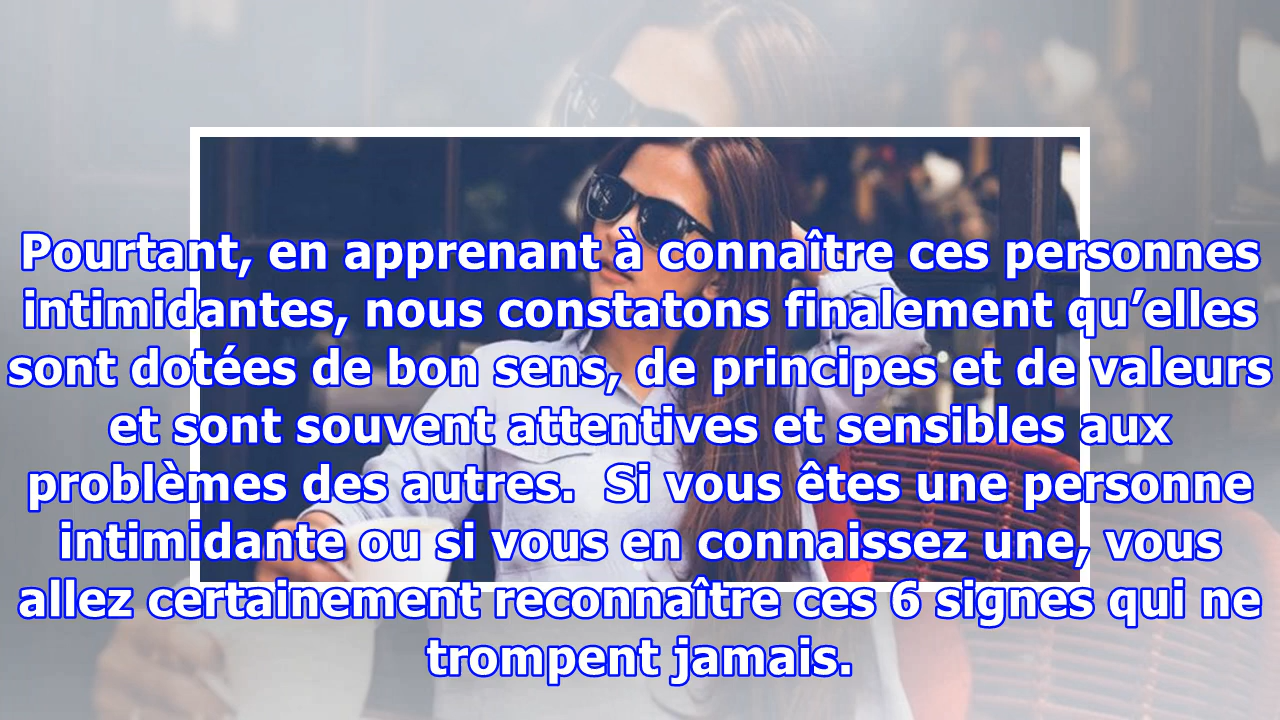 Pourtant, en apprenant à connaître ces personnes
intimidantes, nous constatons finalement qu’elles
sont dotées de bon sens, de principes et de valeurs
et sont souvent attentives et sensibles aux
problèmes des autres.  Si vous êtes une personne
intimidante ou si vous en connaissez une, vous
allez certainement reconnaître ces 6 signes qui ne
trompent jamais.